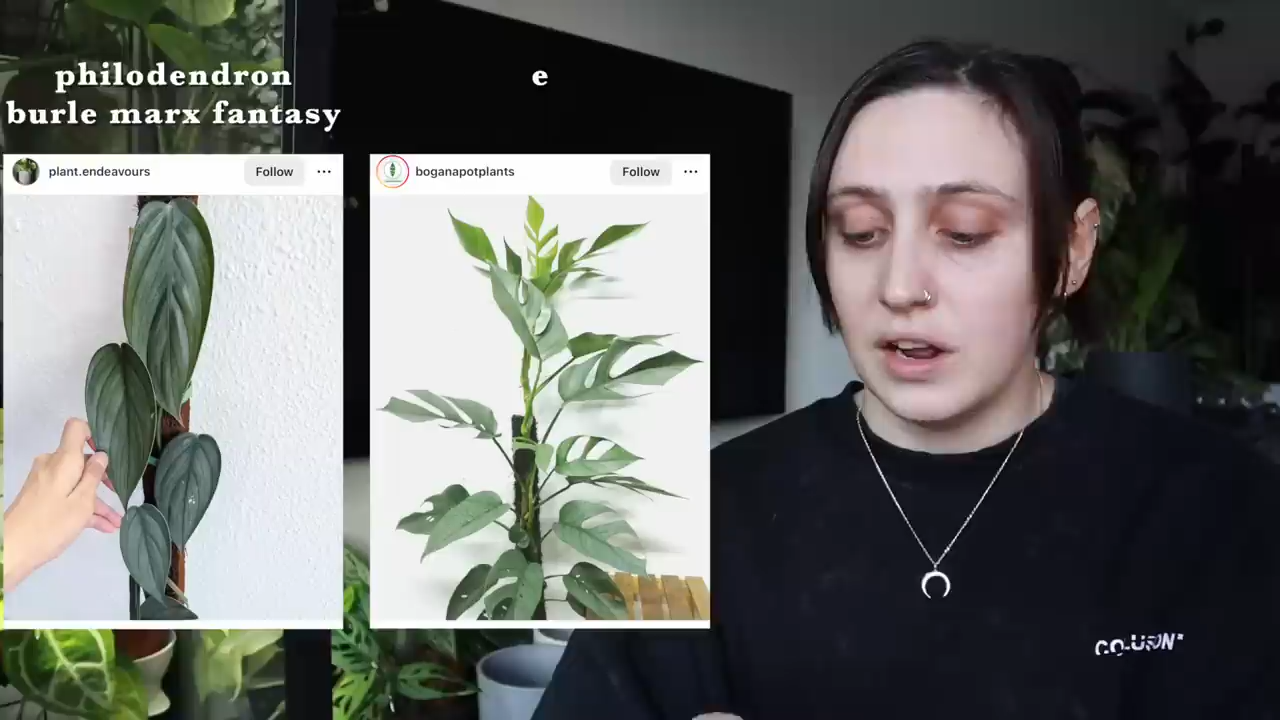 philodendron
burle marx fantasy
e
plant.endeavours
Follow
boganapotplants
Follow